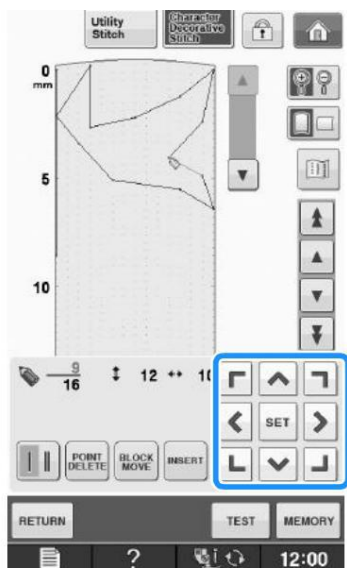 Utility
Stitch
Character
Decorative
Stitch
0
mm
5
10
9
16
12
10
SET
POINT
DELETE
BLOCK
MOVE
INSERT
RETURN
TEST
MEMORY
?
12:00